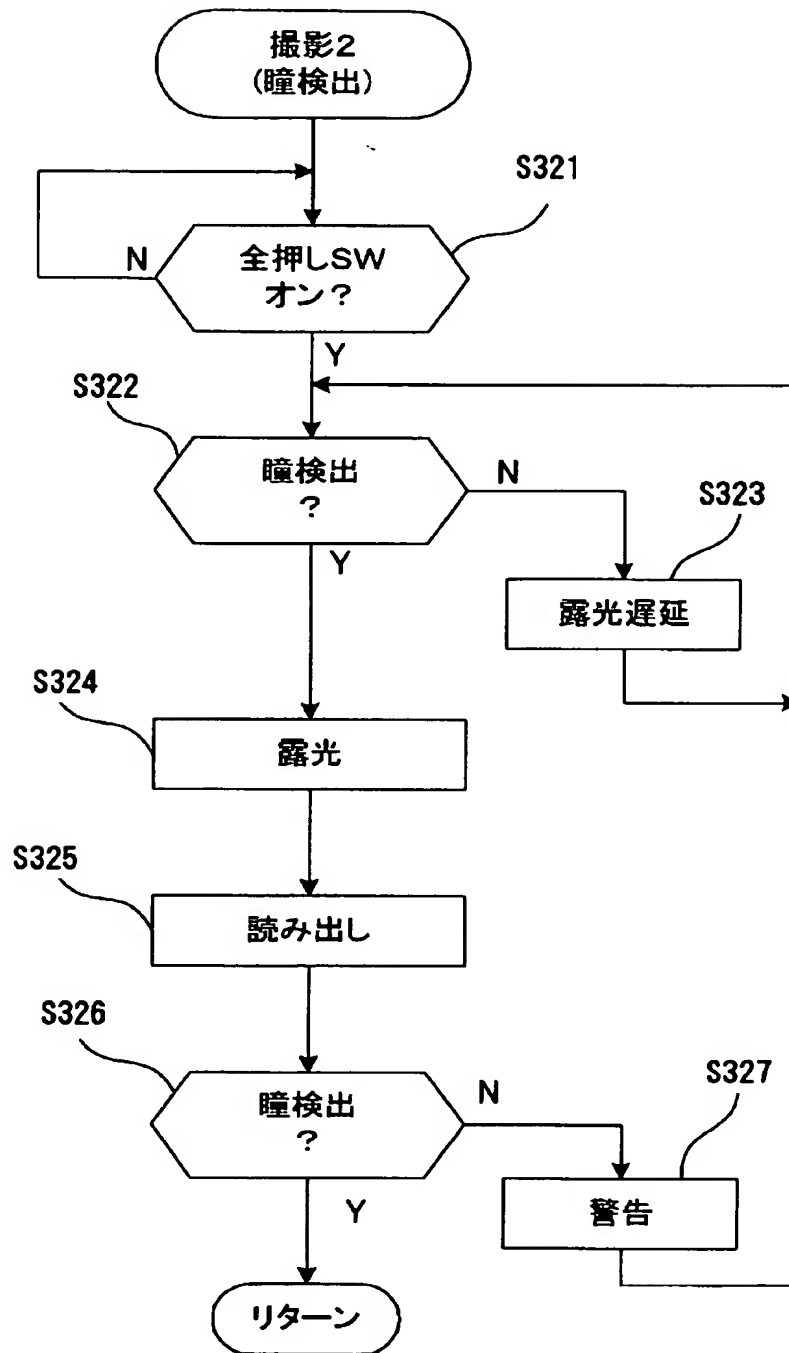 撮影2
(瞳検出)
S321
全押しSW
オン?
N
Y
S322
瞳検出
?
N
Y
S323
露光遅延
S324
露光
S325
読み出し
S326
瞳検出
?
N
Y
S327
警告
リターン